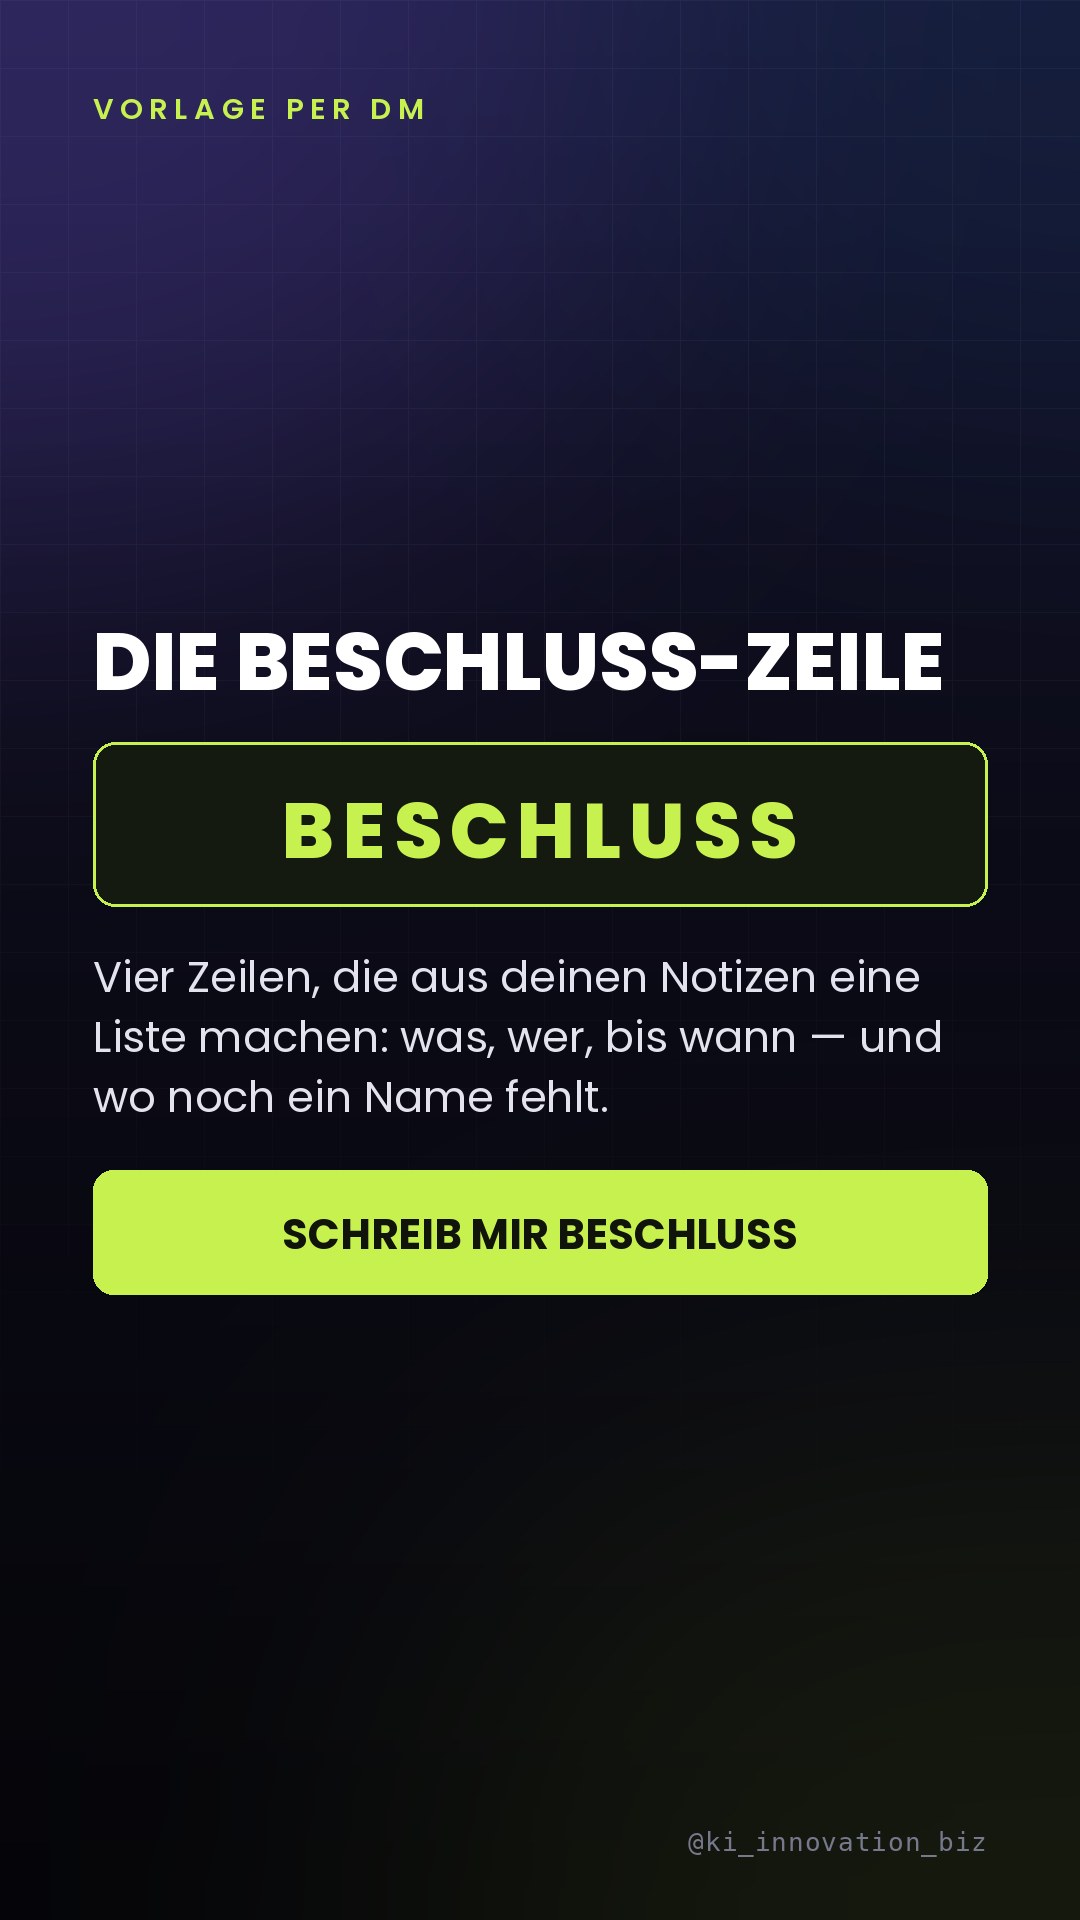 VORLAGE PER DM
DIE BESCHLUSS-ZEILE
BESCHLUSS
Vier Zeilen, die aus deinen Notizen eine
Liste machen: was, wer, bis wann — und
wo noch ein Name fehlt.
SCHREIB MIR BESCHLUSS
@ki_innovation_biz